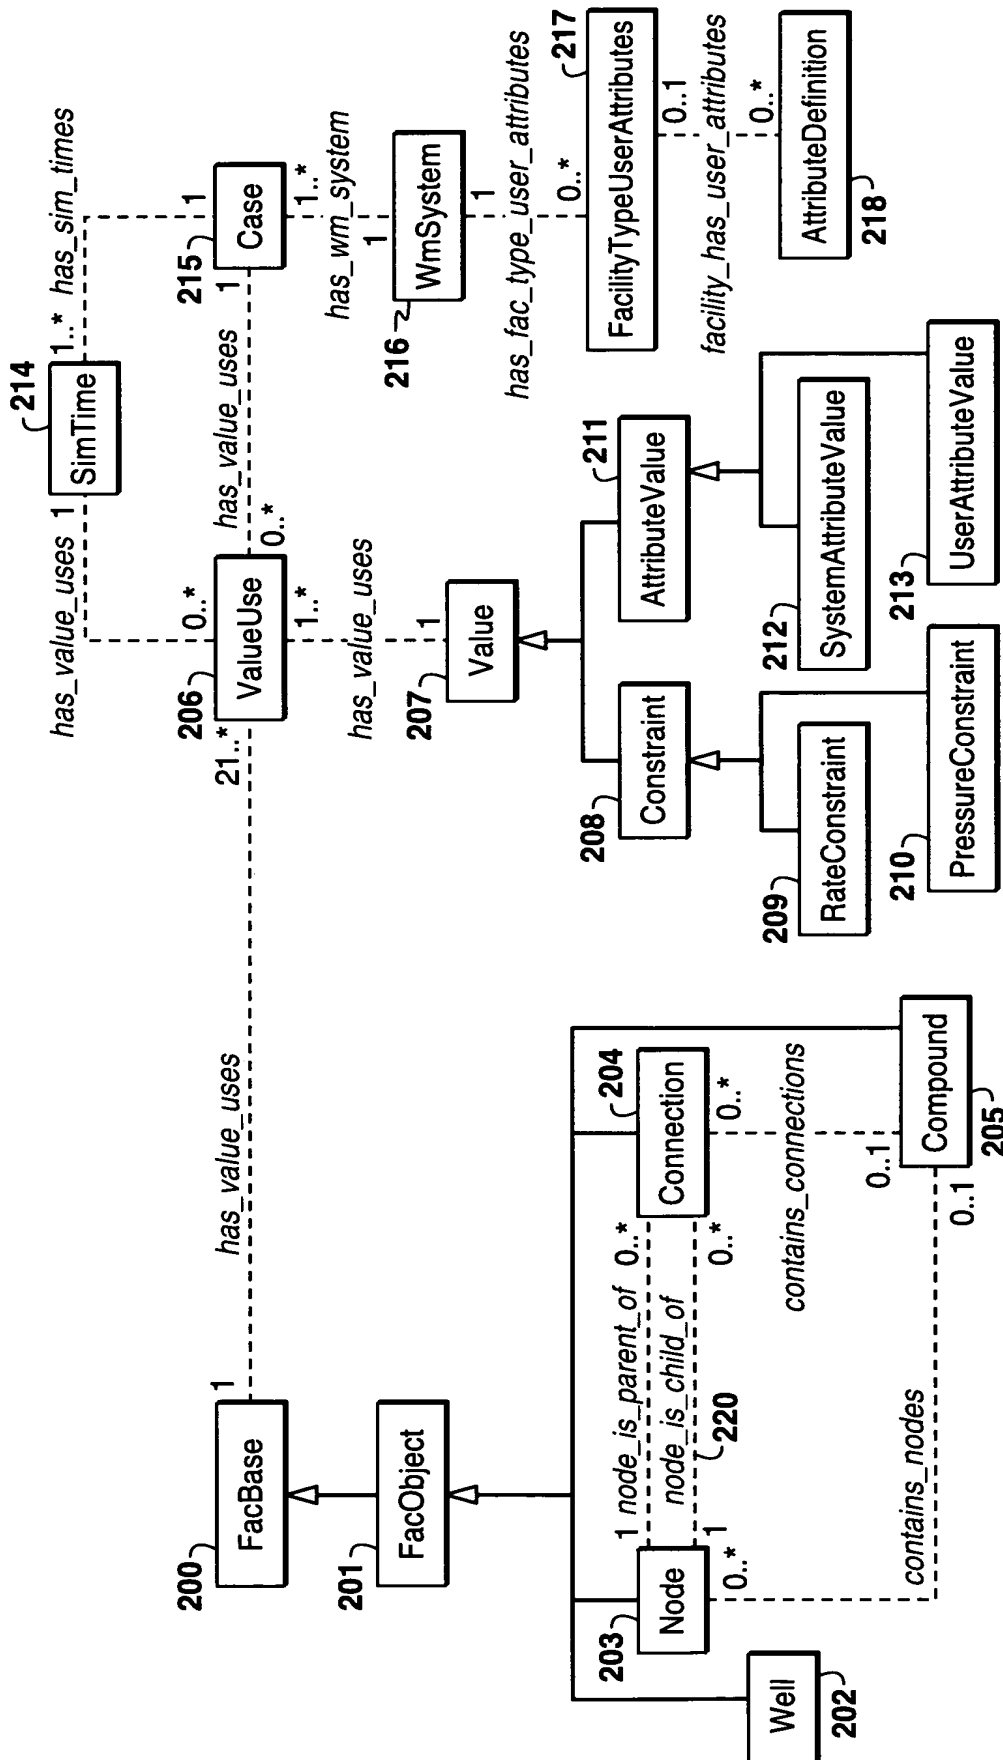 214
SimTime
has_value_uses 1
1..* has_sim_times
200
FacBase
1
has_value_uses
21..*
206
ValueUse
0..*
0..*
has_value_uses
1
215
Case
1
201
FacObject
1..*
has_value_uses
1
1..*
has_wm_system
1
207
Value
216
WmSystem
1
has_fac_type_user_attributes
0..*
203
Node
1
node_is_parent_of
0..*
204
Connection
208
Constraint
211
AttributeValue
217
FacilityTypeUserAttributes
1
node_is_child_of
0..*
220
0..*
0..*
0..1
facility_has_user_attributes
0..*
202
Well
contains_connections
209
RateConstraint
212
SystemAttributeValue
218
AttributeDefinition
0..1
contains_nodes
0..1
205
Compound
210
PressureConstraint
213
UserAttributeValue